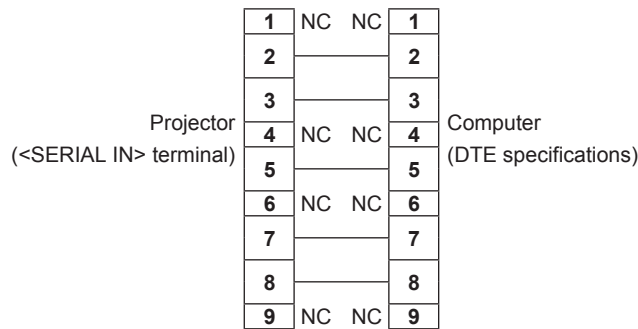 1 NC NC 1
2 2
3 3
Projector
(<SERIAL IN> terminal)
4 NC NC 4
Computer
(DTE specifications)
5 5
6 NC NC 6
7 7
8 8
9 NC NC 9